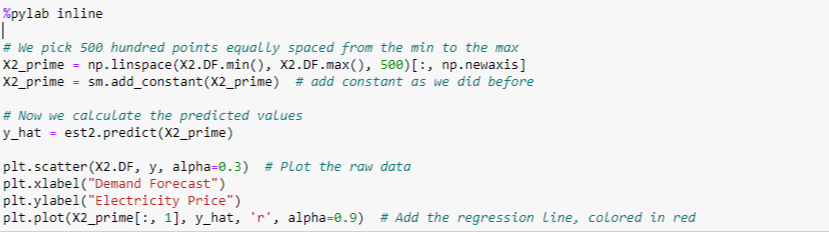 %pylab inline
# We pick 500 hundred points equally spaced from the min to the max
X2_prime = np.linspace(X2.DF.min(), X2.DF.max(), 500)[:, np.newaxis]
X2_prime = sm.add_constant(X2_prime)  # add constant as we did before
# Now we calculate the predicted values
y_hat = est2.predict(X2_prime)
plt.scatter(X2.DF, y, alpha=0.3)  # Plot the raw data
plt.xlabel("Demand Forecast")
plt.ylabel("Electricity Price")
plt.plot(X2_prime[:, 1], y_hat, 'r', alpha=0.9)  # Add the regression line, colored in red